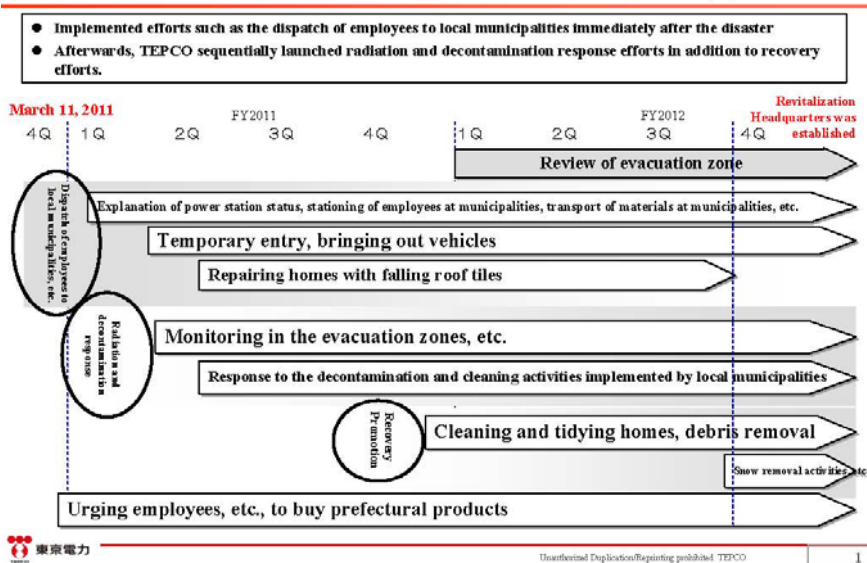 ● Implemented efforts such as the dispatch of employees to local municipalities immediately after the disaster
● Afterwards, TEPCO sequentially launched radiation and decontamination response efforts in addition to recovery
efforts.
March 11, 2011
FY2011
FY2012
Revitalization
Headquarters was
established
4Q 1Q 2Q 3Q 4Q 1Q 2Q 3Q 4Q
Review of evacuation zone
Dispatch of employees to
local municipalities, etc.
Explanation of power station status, stationing of employees at municipalities, transport of materials at municipalities, etc.
Temporary entry, bringing out vehicles
Repairing homes with falling roof tiles
Radiation and
decontamination
response
Monitoring in the evacuation zones, etc.
Response to the decontamination and cleaning activities implemented by local municipalities
Recovery
Promotion
Cleaning and tidying homes, debris removal
Snow removal activities, etc
Urging employees, etc., to buy prefectural products
東京電力
Unauthorized Duplication/Reprinting prohibited TEPCO
1